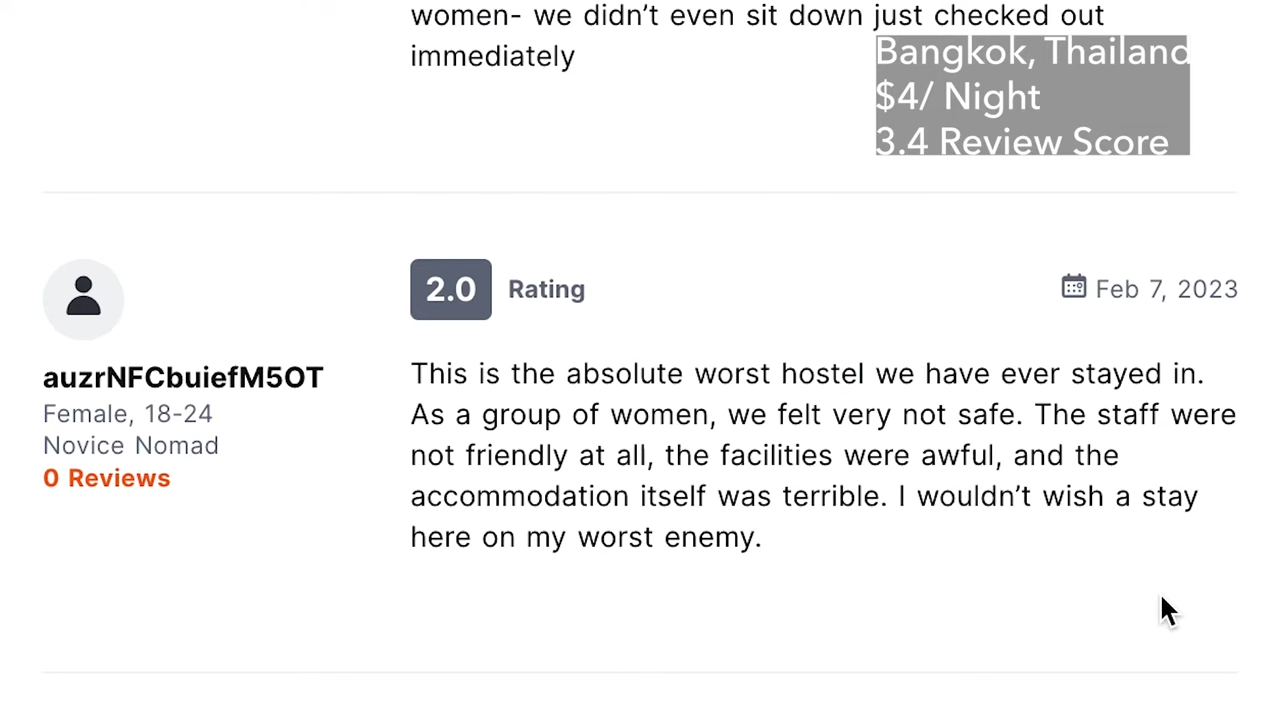 women- we didn’t even sit down just checked out
immediately
Bangkok, Thailand
$4/ Night
3.4 Review Score
2.0 Rating
Feb 7, 2023
auzrNFCbuiefM5OT
Female, 18-24
Novice Nomad
0 Reviews
This is the absolute worst hostel we have ever stayed in.
As a group of women, we felt very not safe. The staff were
not friendly at all, the facilities were awful, and the
accommodation itself was terrible. I wouldn’t wish a stay
here on my worst enemy.